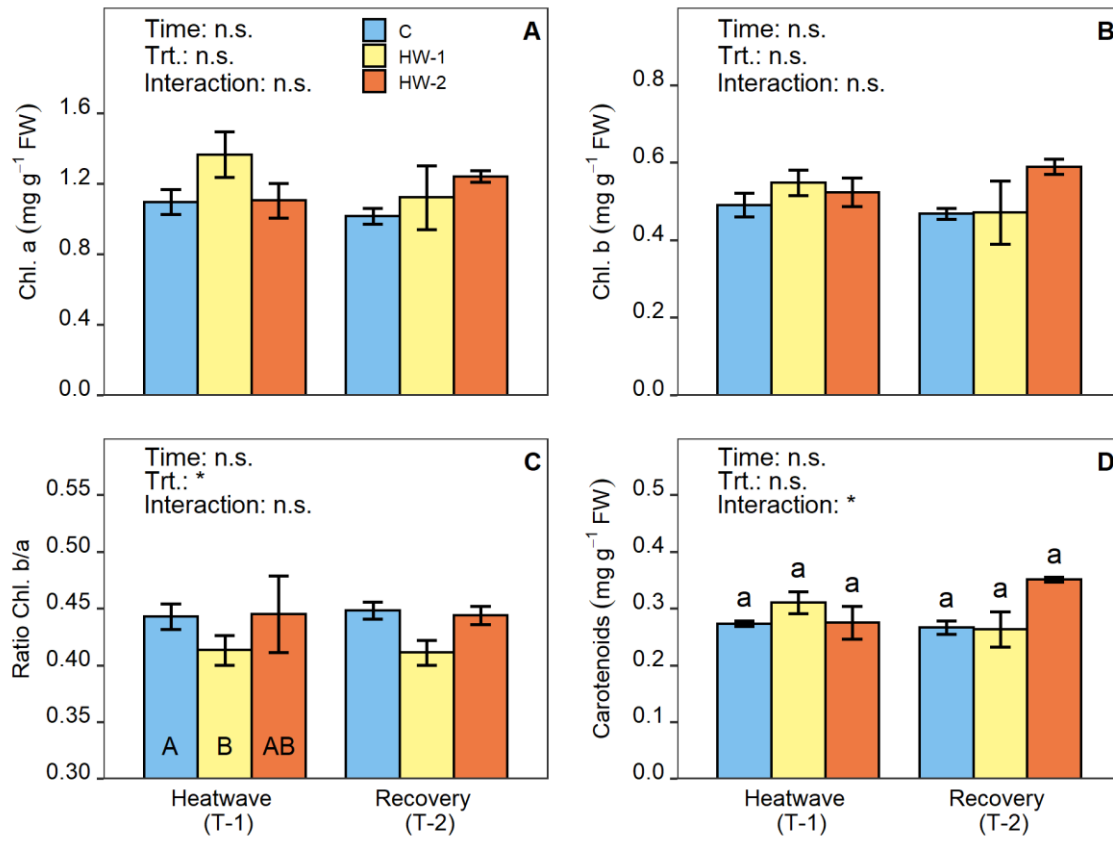 Time: n.s.
Trt.: n.s.
Interaction: n.s.
C
HW-1
HW-2
A
Chl. a (mg g⁻¹ FW)
1.6
1.2
0.8
0.4
0.0
Time: n.s.
Trt.: n.s.
Interaction: n.s.
B
Chl. b (mg g⁻¹ FW)
0.8
0.6
0.4
0.2
0.0
Time: n.s.
Trt.: *
Interaction: n.s.
C
Ratio Chl. b/a
0.55
0.50
0.45
0.40
0.35
0.30
A B AB
Heatwave
(T-1)
Recovery
(T-2)
Time: n.s.
Trt.: n.s.
Interaction: *
D
Carotenoids (mg g⁻¹ FW)
0.5
0.4
0.3
0.2
0.1
0.0
a a a a a a
Heatwave
(T-1)
Recovery
(T-2)